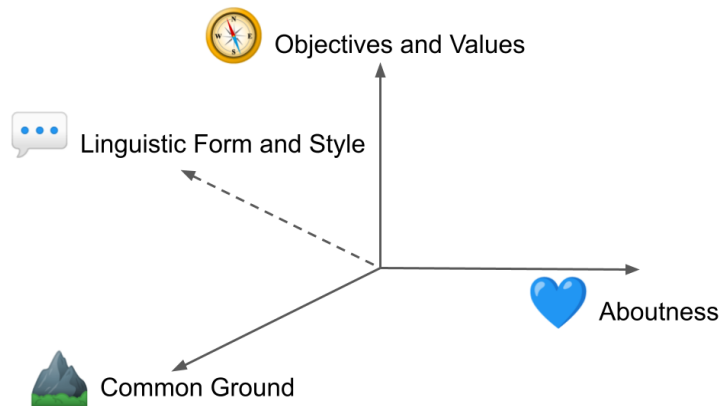 Objectives and Values
Linguistic Form and Style
Aboutness
Common Ground